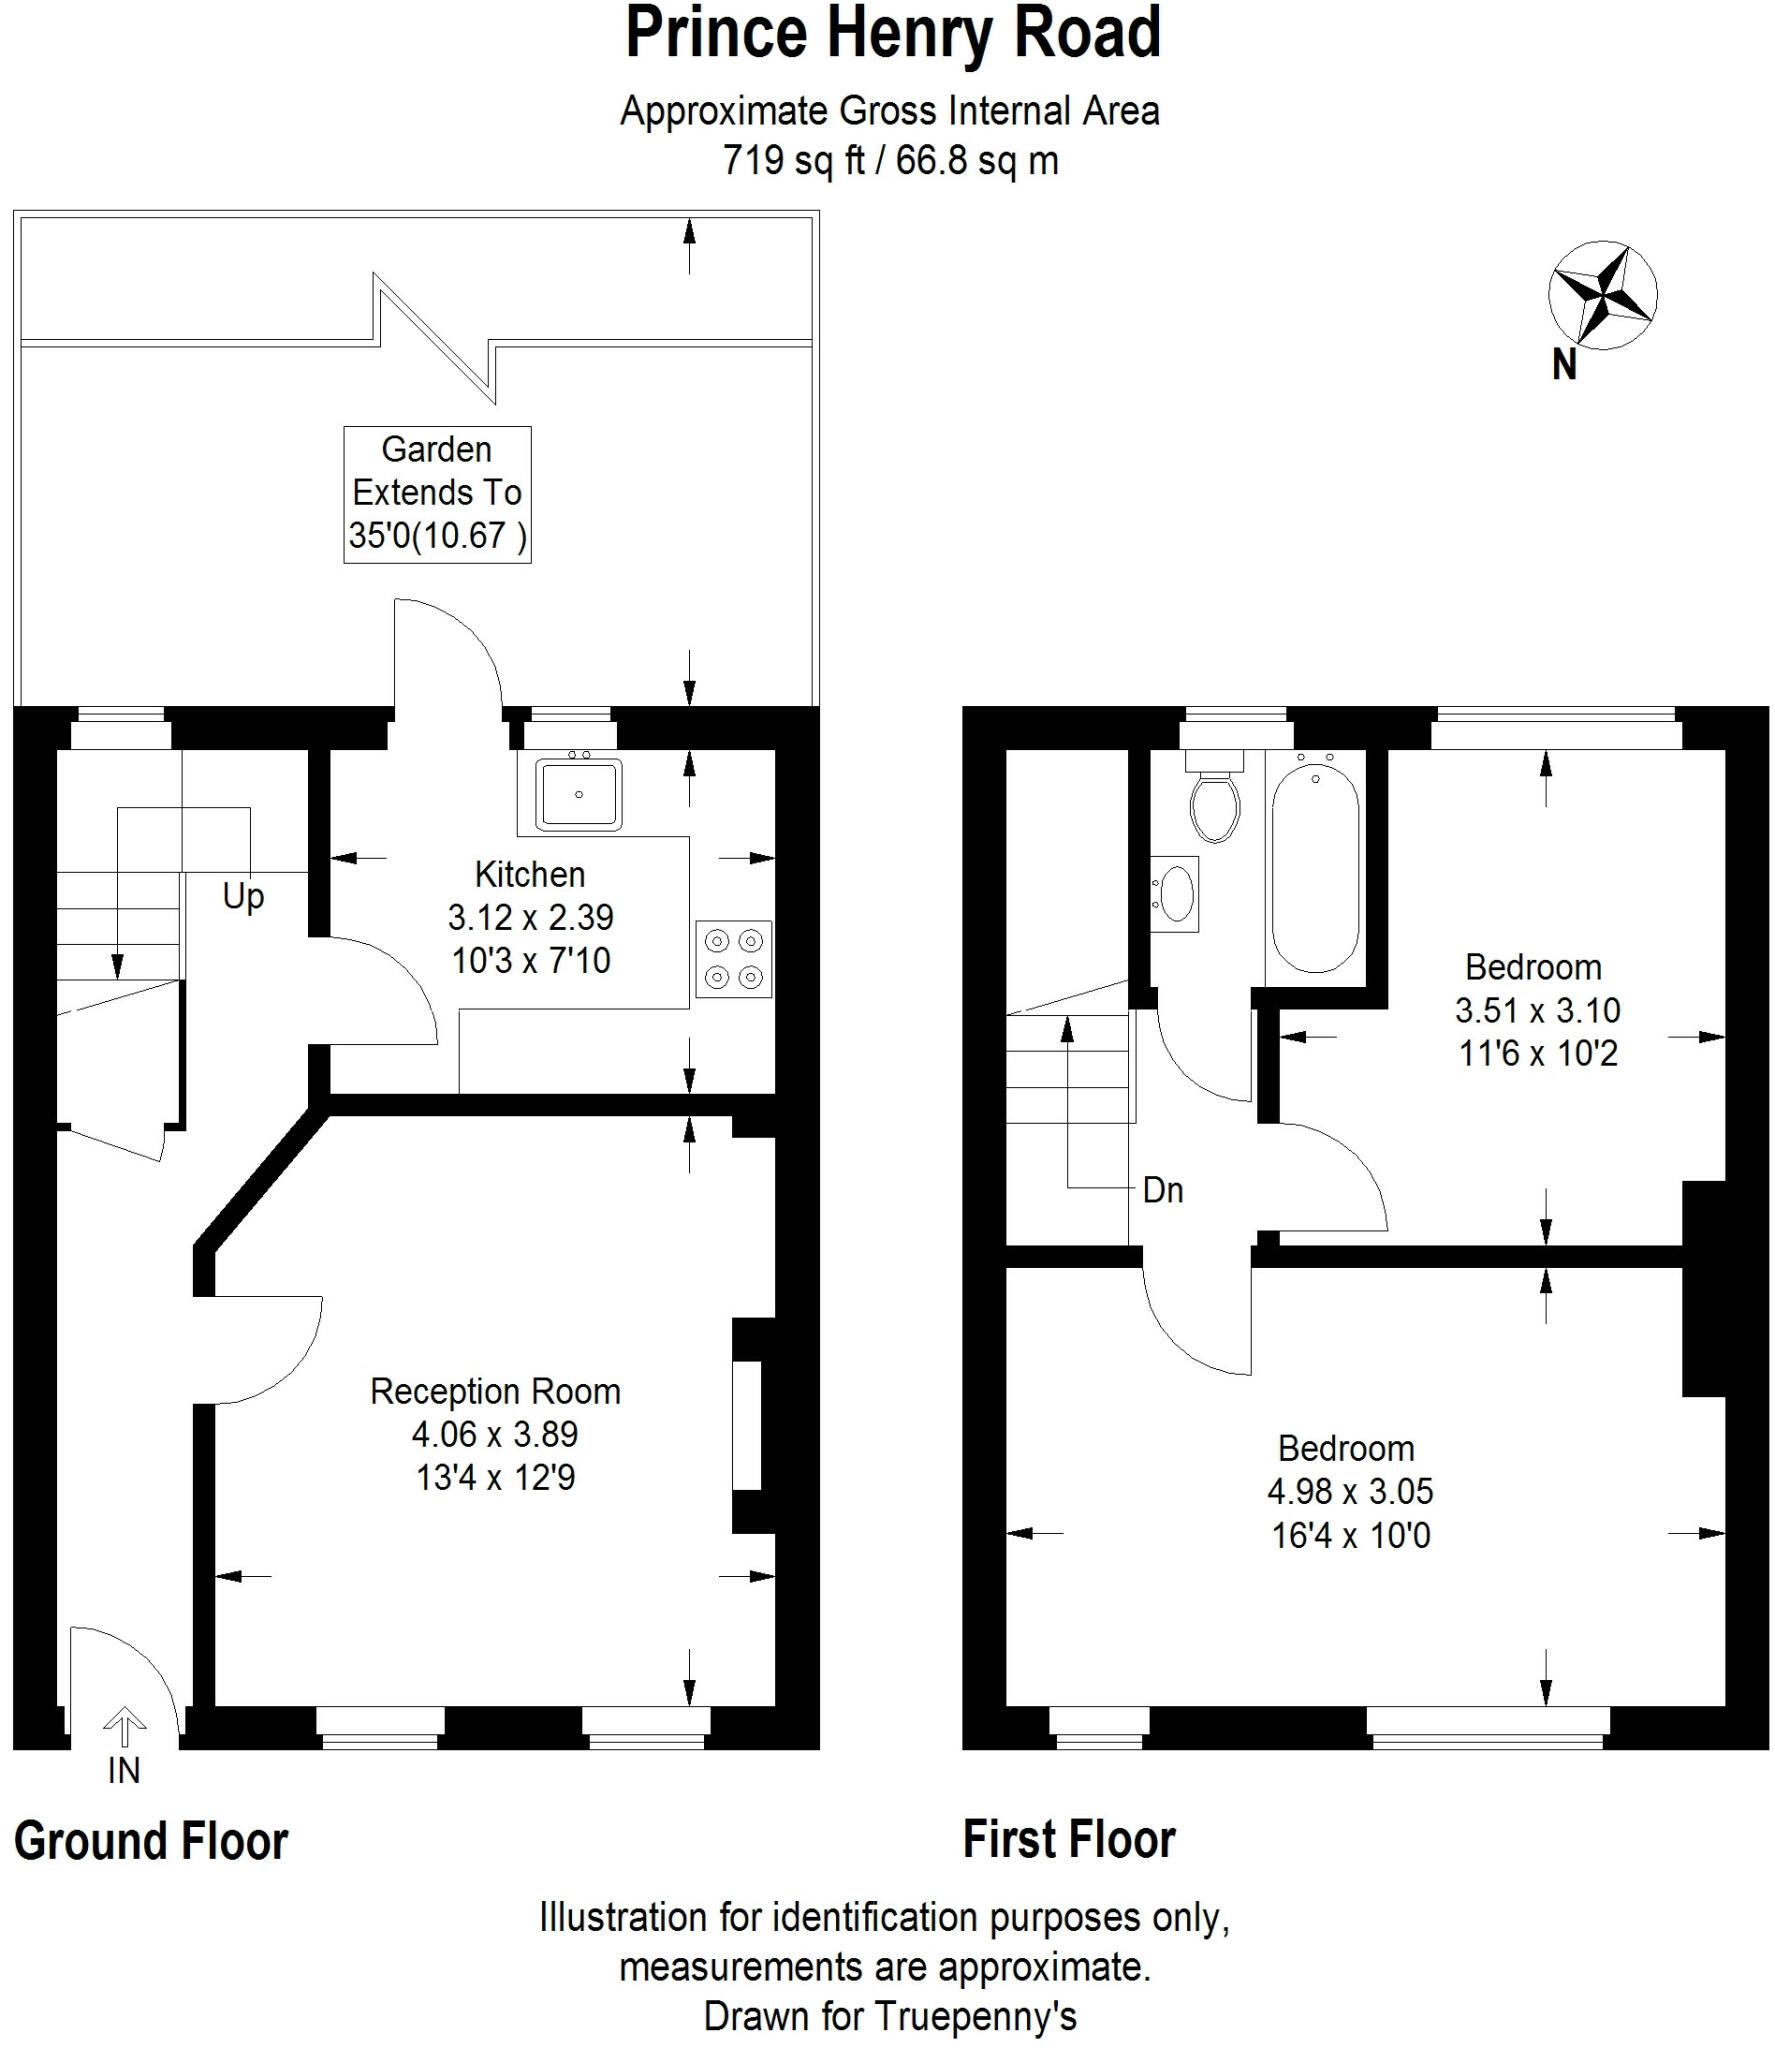 Prince Henry Road
Approximate Gross Internal Area
719 sq ft / 66.8 sq m
N
Garden
Extends To
35'0(10.67 )
Up
Kitchen
3.12 x 2.39
10'3 x 7'10
Reception Room
4.06 x 3.89
13'4 x 12'9
IN
Ground Floor
Bedroom
3.51 x 3.10
11'6 x 10'2
Dn
Bedroom
4.98 x 3.05
16'4 x 10'0
First Floor
Illustration for identification purposes only,
measurements are approximate.
Drawn for Truepenny's